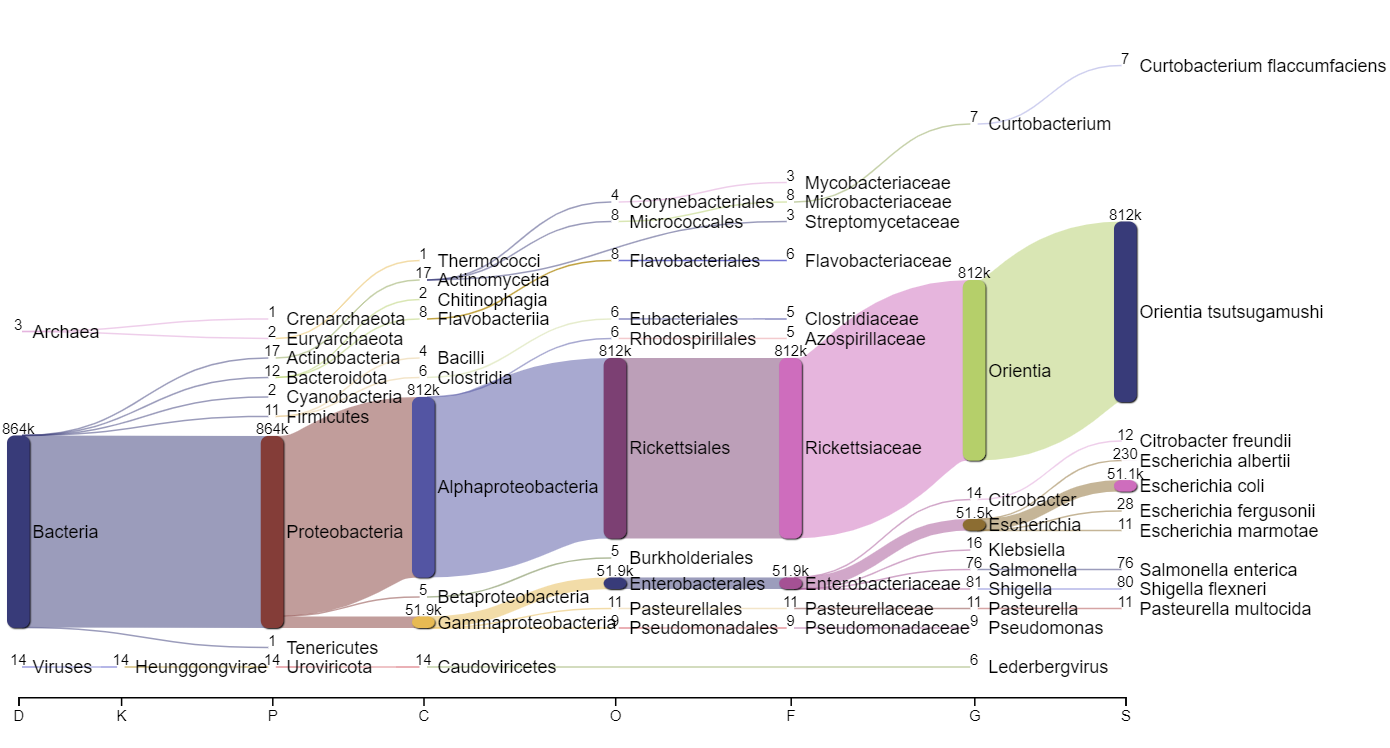 7 Curtobacterium flaccumfaciens
7 Curtobacterium
3 Mycobacteriaceae
4 Corynebacteriales 8 Microbacteriaceae
8 Micrococcales 3 Streptomycetaceae
812k
1 Thermococci 8 Flavobacteriales 6 Flavobacteriaceae
17 Actinomycetia 812k
2 Chitinophagia
3 Archaea 1 Crenarchaeota 8 Flavobacteriia 6 Eubacteriales 5 Clostridiaceae Orientia tsutsugamushi
2 Euryarchaeota 6 Rhodospirillales 5 Azospirillaceae
17 Actinobacteria 4 Bacilli 812k 812k
12 Bacteroidota 6 Clostridia Orientia
2 Cyanobacteria 812k
11 Firmicutes
864k 864k 12 Citrobacter freundii
Rickettsiales Rickettsiaceae 230 Escherichia albertii
Alphaproteobacteria 14 Citrobacter 51.1k Escherichia coli
51.5k 28 Escherichia fergusonii
Bacteria Proteobacteria Escherichia 11 Escherichia marmotae
5 Burkholderiales 16 Klebsiella
51.9k Enterobacterales 51.9k Enterobacteriaceae 76 Salmonella 76 Salmonella enterica
5 Betaproteobacteria 81 Shigella 80 Shigella flexneri
51.9k Gammaproteobacteria 11 Pasteurellales 11 Pasteurellaceae 11 Pasteurella 11 Pasteurella multocida
9 Pseudomonadales 9 Pseudomonadaceae 9 Pseudomonas
1 Tenericutes
14 Viruses 14 Heunggongvirae 14 Uroviricota 14 Caudoviricetes 6 Lederbergvirus
D K P C O F G S